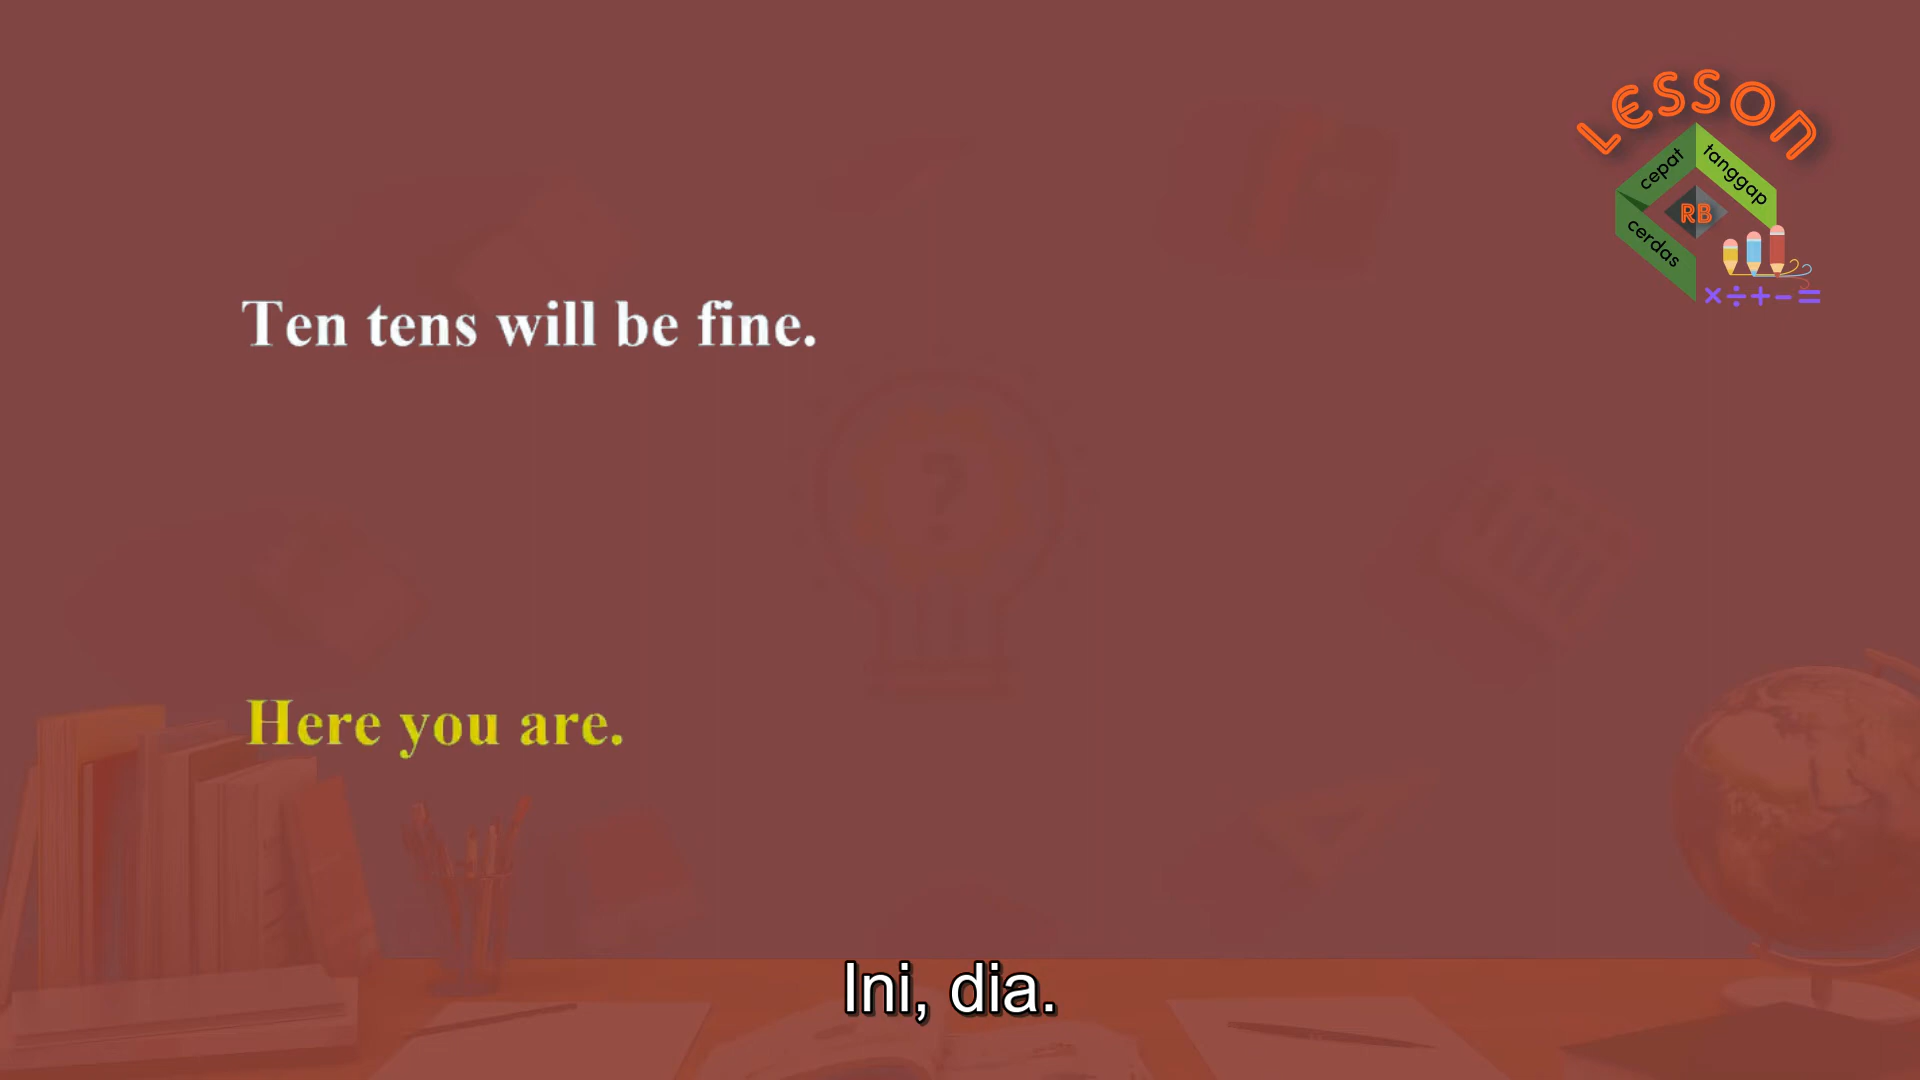 LESSON
cepat
tanggap
RB
cerdas
×÷+−=
Ten tens will be fine.
?
Here you are.
Ini, dia.